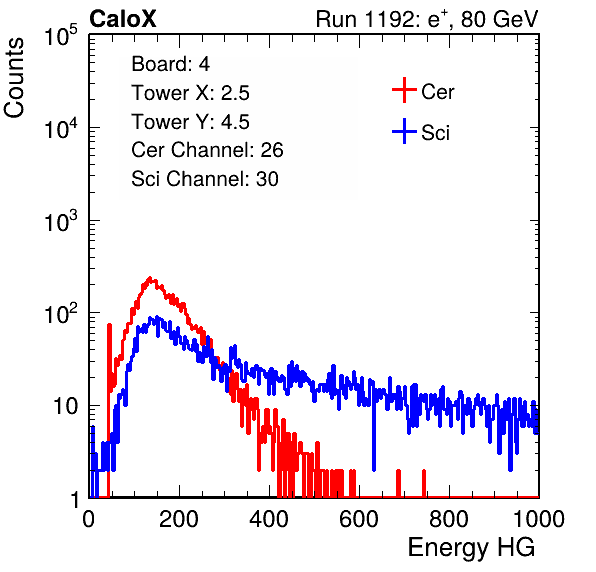 CaloX Run 1192: e⁺, 80 GeV
Counts
10⁵
10⁴
10³
10²
10
1
Board: 4
Tower X: 2.5
Tower Y: 4.5
Cer Channel: 26
Sci Channel: 30
Cer
Sci
0 200 400 600 800 1000
Energy HG